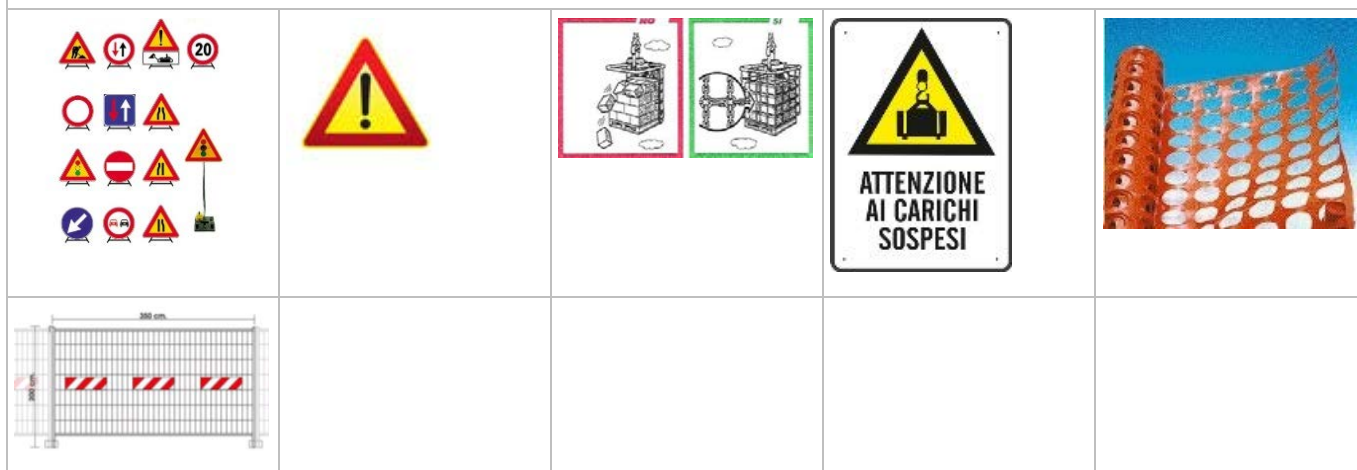 20
NO
SI
ATTENZIONE
AI CARICHI
SOSPESI
350 cm.
200 cm.